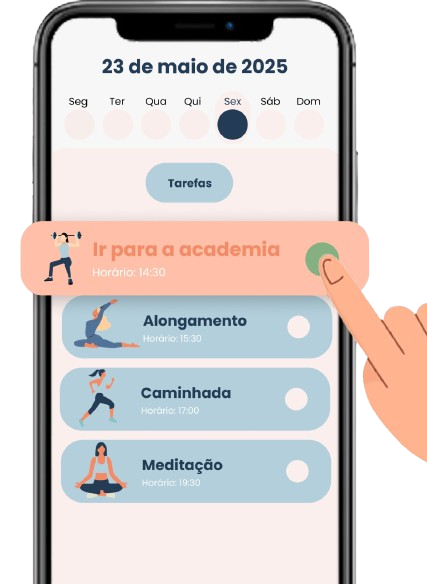 23 de maio de 2025
Seg Ter Qua Qui Sex Sáb Dom
Tarefas
Ir para a academia
Horário: 14:30
Alongamento
Horário: 15:30
Caminhada
Horário: 17:00
Meditação
Horário: 19:30